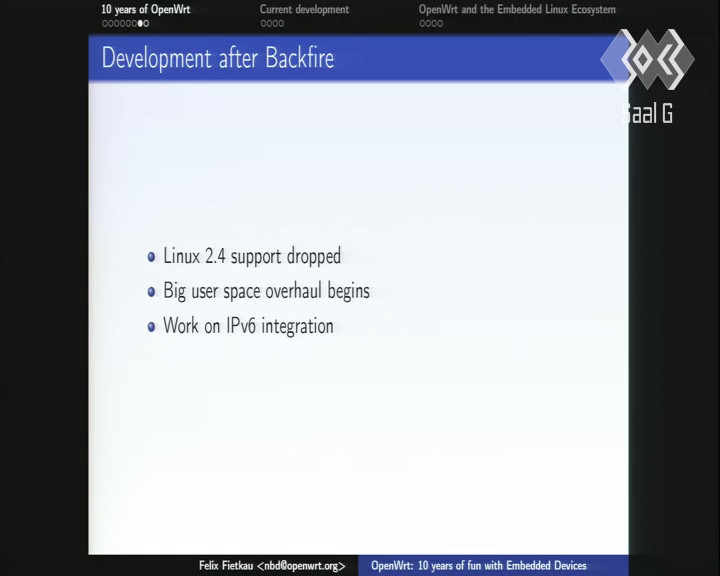 10 years of OpenWrt
Current development
OpenWrt and the Embedded Linux Ecosystem
Development after Backfire
Saal G
Linux 2.4 support dropped
Big user space overhaul begins
Work on IPv6 integration
Felix Fietkau <nbd@openwrt.org>
OpenWrt: 10 years of fun with Embedded Devices